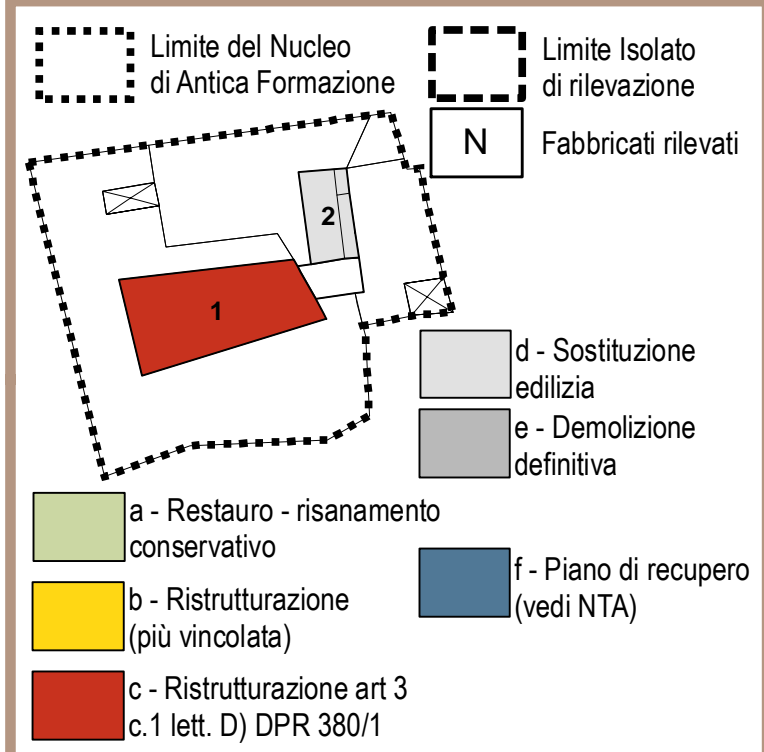 Limite del Nucleo
di Antica Formazione
Limite Isolato
di rilevazione
N
Fabbricati rilevati
2
1
d - Sostituzione
edilizia
e - Demolizione
definitiva
a - Restauro - risanamento
conservativo
f - Piano di recupero
(vedi NTA)
b - Ristrutturazione
(più vincolata)
c - Ristrutturazione art 3
c.1 lett. D) DPR 380/1